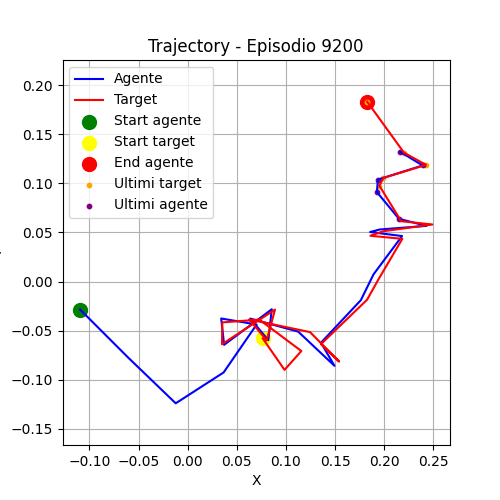 Trajectory - Episodio 9200
Agente
Target
Start agente
Start target
End agente
Ultimi target
Ultimi agente
0.20
0.15
0.10
0.05
0.00
−0.05
−0.10
−0.15
−0.10
−0.05
0.00
0.05
0.10
0.15
0.20
0.25
X